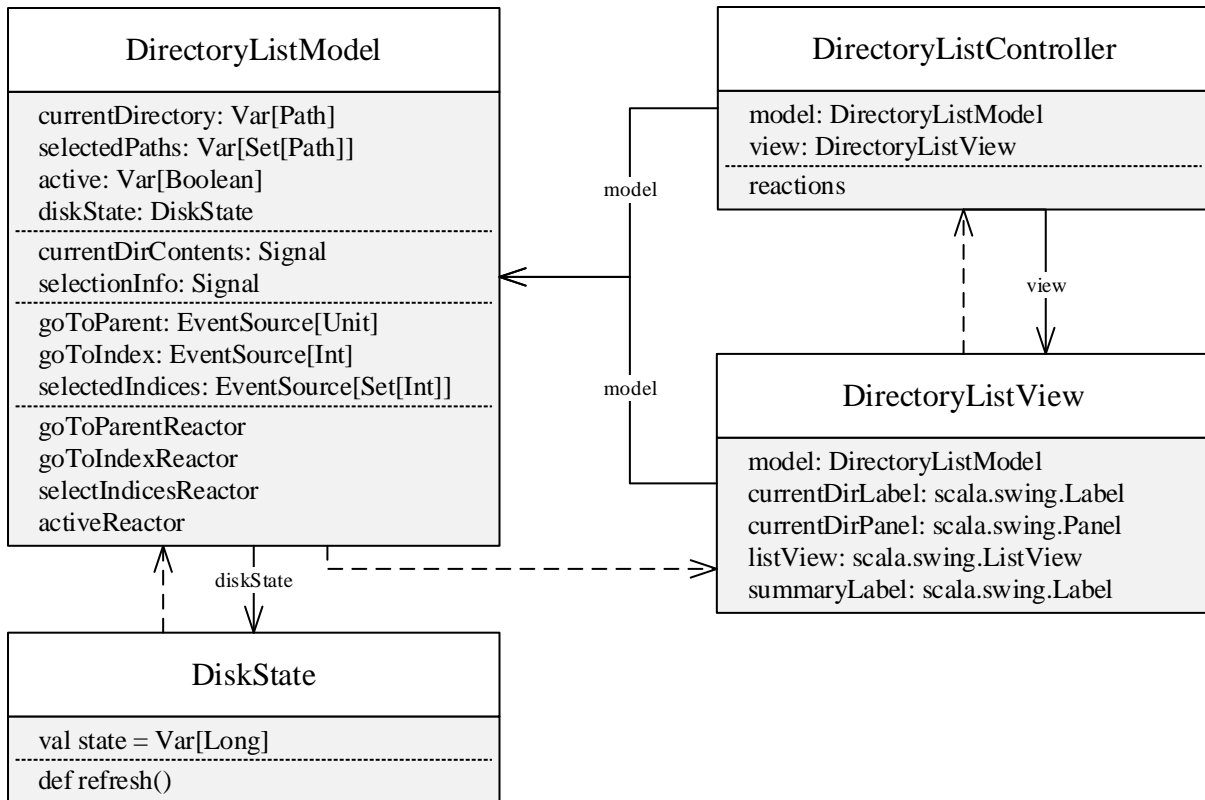 DirectoryListModel
currentDirectory: Var[Path]
selectedPaths: Var[Set[Path]]
active: Var[Boolean]
diskState: DiskState
currentDirContents: Signal
selectionInfo: Signal
goToParent: EventSource[Unit]
goToIndex: EventSource[Int]
selectedIndices: EventSource[Set[Int]]
goToParentReactor
goToIndexReactor
selectIndicesReactor
activeReactor
diskState
DiskState
val state = Var[Long]
def refresh()
model
model
DirectoryListController
model: DirectoryListModel
view: DirectoryListView
reactions
view
DirectoryListView
model: DirectoryListModel
currentDirLabel: scala.swing.Label
currentDirPanel: scala.swing.Panel
listView: scala.swing.ListView
summaryLabel: scala.swing.Label